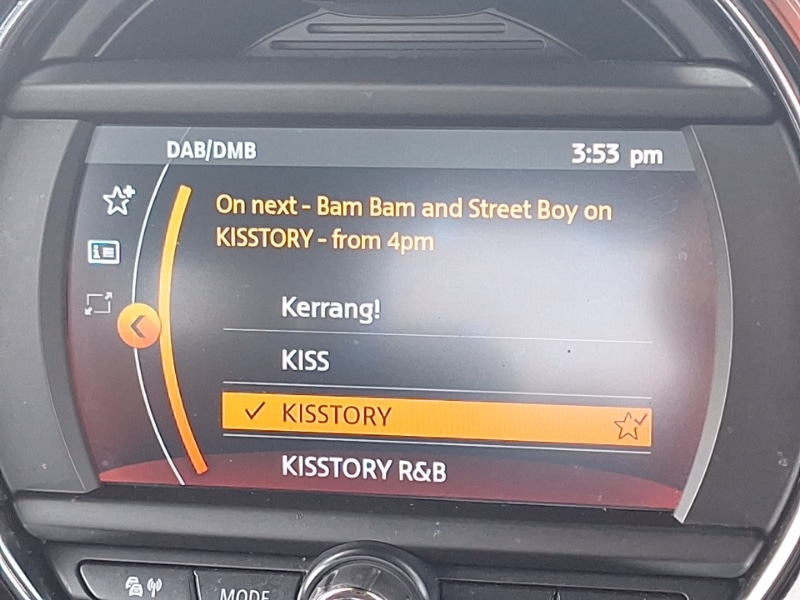 DAB/DMB 3:53 pm
On next - Bam Bam and Street Boy on
KISSTORY - from 4pm
Kerrang!
KISS
KISSTORY
KISSTORY R&B
MODE